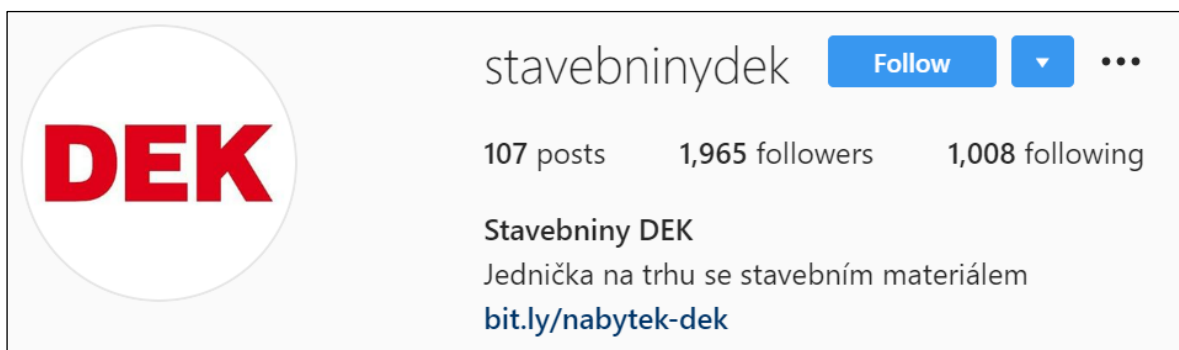 DEK
stavebninydek Follow
107 posts 1,965 followers 1,008 following
Stavebniny DEK
Jednička na trhu se stavebním materiálem
bit.ly/nabytek-dek